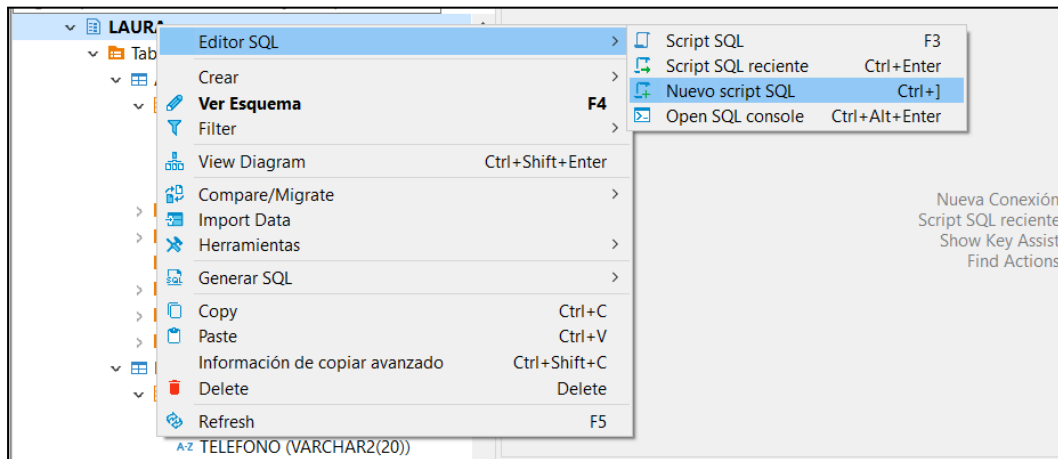 LAURA
Editor SQL
Crear
Ver Esquema F4
Filter
View Diagram Ctrl+Shift+Enter
Compare/Migrate
Import Data
Herramientas
Generar SQL
Copy Ctrl+C
Paste Ctrl+V
Información de copiar avanzado Ctrl+Shift+C
Delete Delete
Refresh F5
Script SQL F3
Script SQL reciente Ctrl+Enter
Nuevo script SQL Ctrl+]
Open SQL console Ctrl+Alt+Enter
Tab
A-Z TELEFONO (VARCHAR2(20))
Nueva Conexión
Script SQL reciente
Show Key Assist
Find Actions